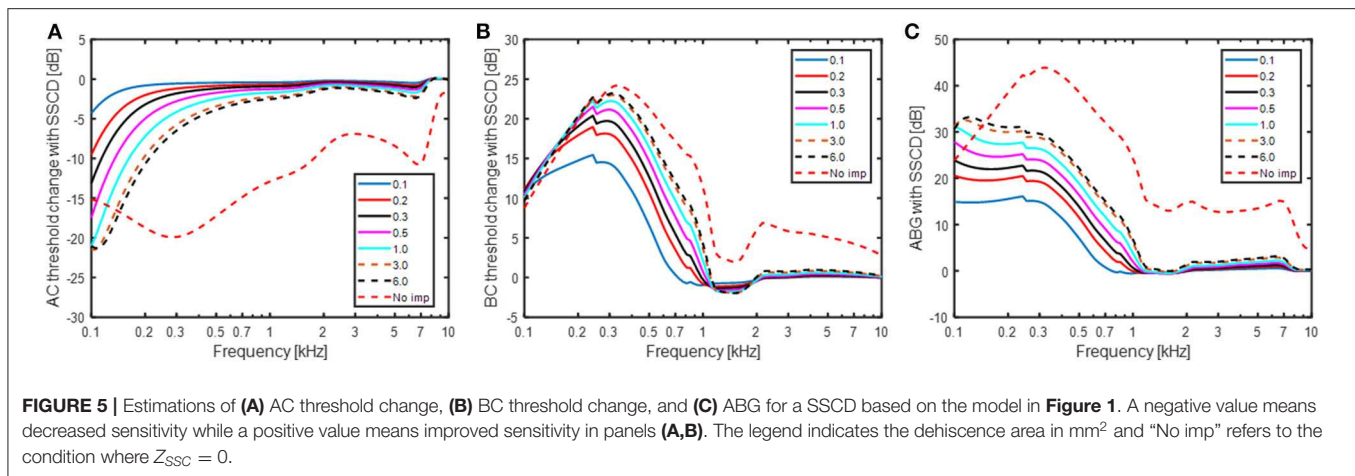 A
AC threshold change with SSCD [dB]
10
0
-5
-10
-15
-20
-25
-30
0.1
0.2
0.3
0.5
1.0
3.0
6.0
No imp
0.1 0.2 0.3 0.5 0.7 1 2 3 5 7 10
Frequency [kHz]
B
BC threshold change with SSCD [dB]
30
25
20
15
10
5
0
-5
0.1
0.2
0.3
0.5
1.0
3.0
6.0
No imp
0.1 0.2 0.3 0.5 0.7 1 2 3 5 7 10
Frequency [kHz]
C
ABG with SSCD [dB]
50
40
30
20
10
0
-10
0.1
0.2
0.3
0.5
1.0
3.0
6.0
No imp
0.1 0.2 0.3 0.5 0.7 1 2 3 5 7 10
Frequency [kHz]
FIGURE 5 | Estimations of (A) AC threshold change, (B) BC threshold change, and (C) ABG for a SSCD based on the model in Figure 1. A negative value means
decreased sensitivity while a positive value means improved sensitivity in panels (A,B). The legend indicates the dehiscence area in mm² and “No imp” refers to the
condition where Z_SSC = 0.